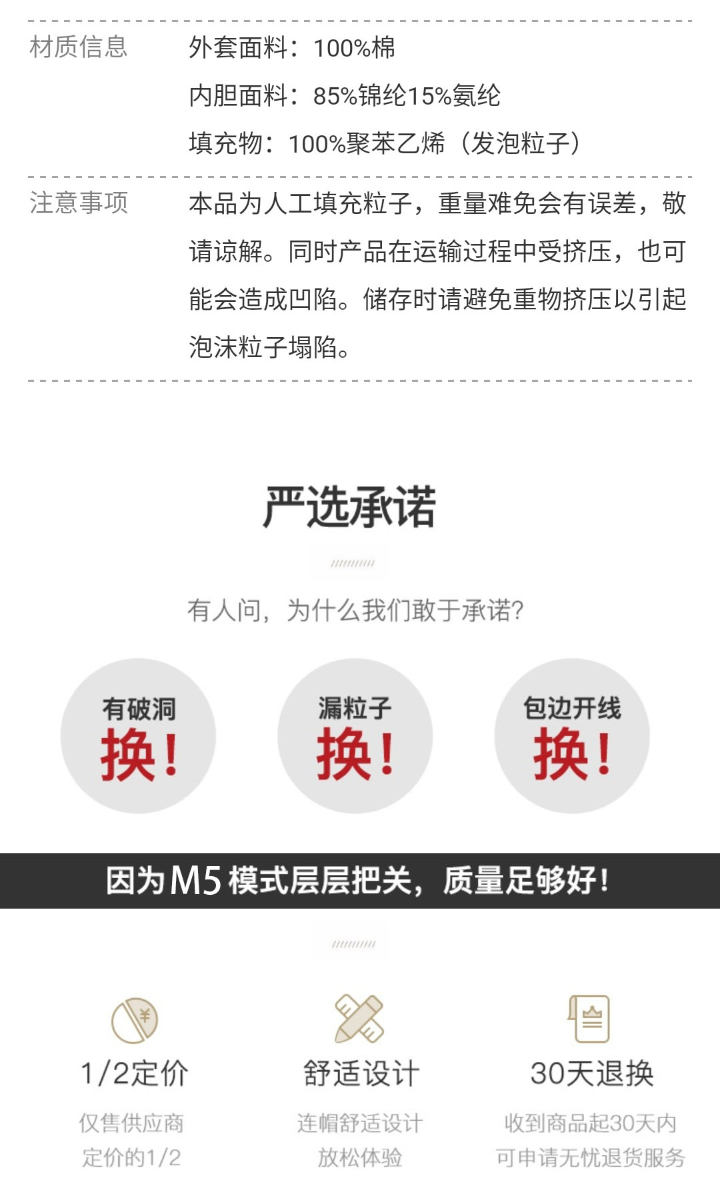 材质信息
外套面料：100%棉
内胆面料：85%锦纶15%氨纶
填充物：100%聚苯乙烯（发泡粒子）
注意事项
本品为人工填充粒子，重量难免会有误差，敬
请谅解。同时产品在运输过程中受挤压，也可
能会造成凹陷。储存时请避免重物挤压以引起
泡沫粒子塌陷。
严选承诺
有人问，为什么我们敢于承诺？
有破洞
换！
漏粒子
换！
包边开线
换！
因为M5模式层层把关，质量足够好！
¥
1/2定价
仅售供应商
定价的1/2
舒适设计
连帽舒适设计
放松体验
30天退换
收到商品起30天内
可申请无忧退货服务